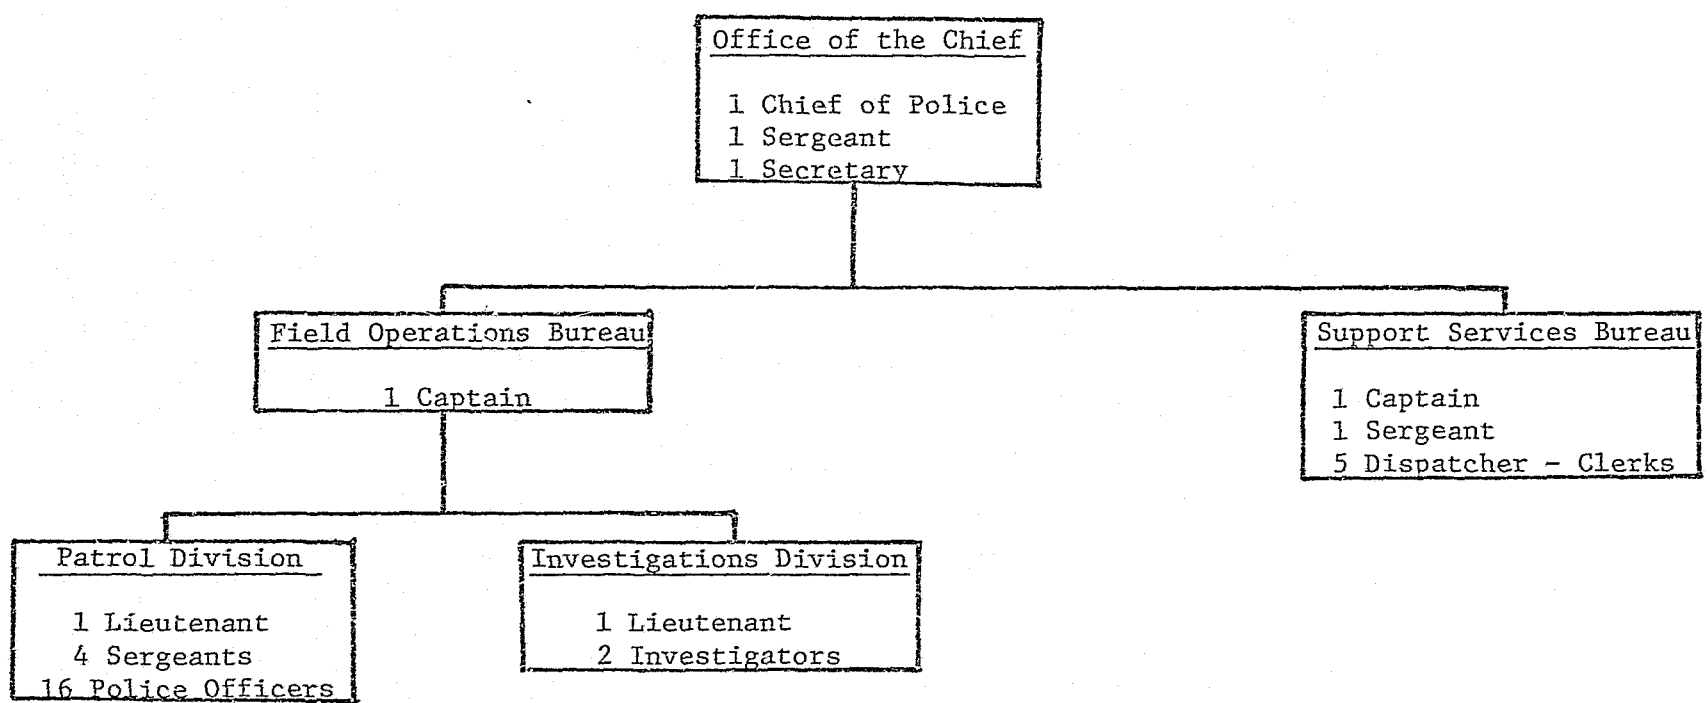 Office of the Chief
1 Chief of Police
1 Sergeant
1 Secretary
Field Operations Bureau
1 Captain
Support Services Bureau
1 Captain
1 Sergeant
5 Dispatcher - Clerks
Patrol Division
1 Lieutenant
4 Sergeants
16 Police Officers
Investigations Division
1 Lieutenant
2 Investigators